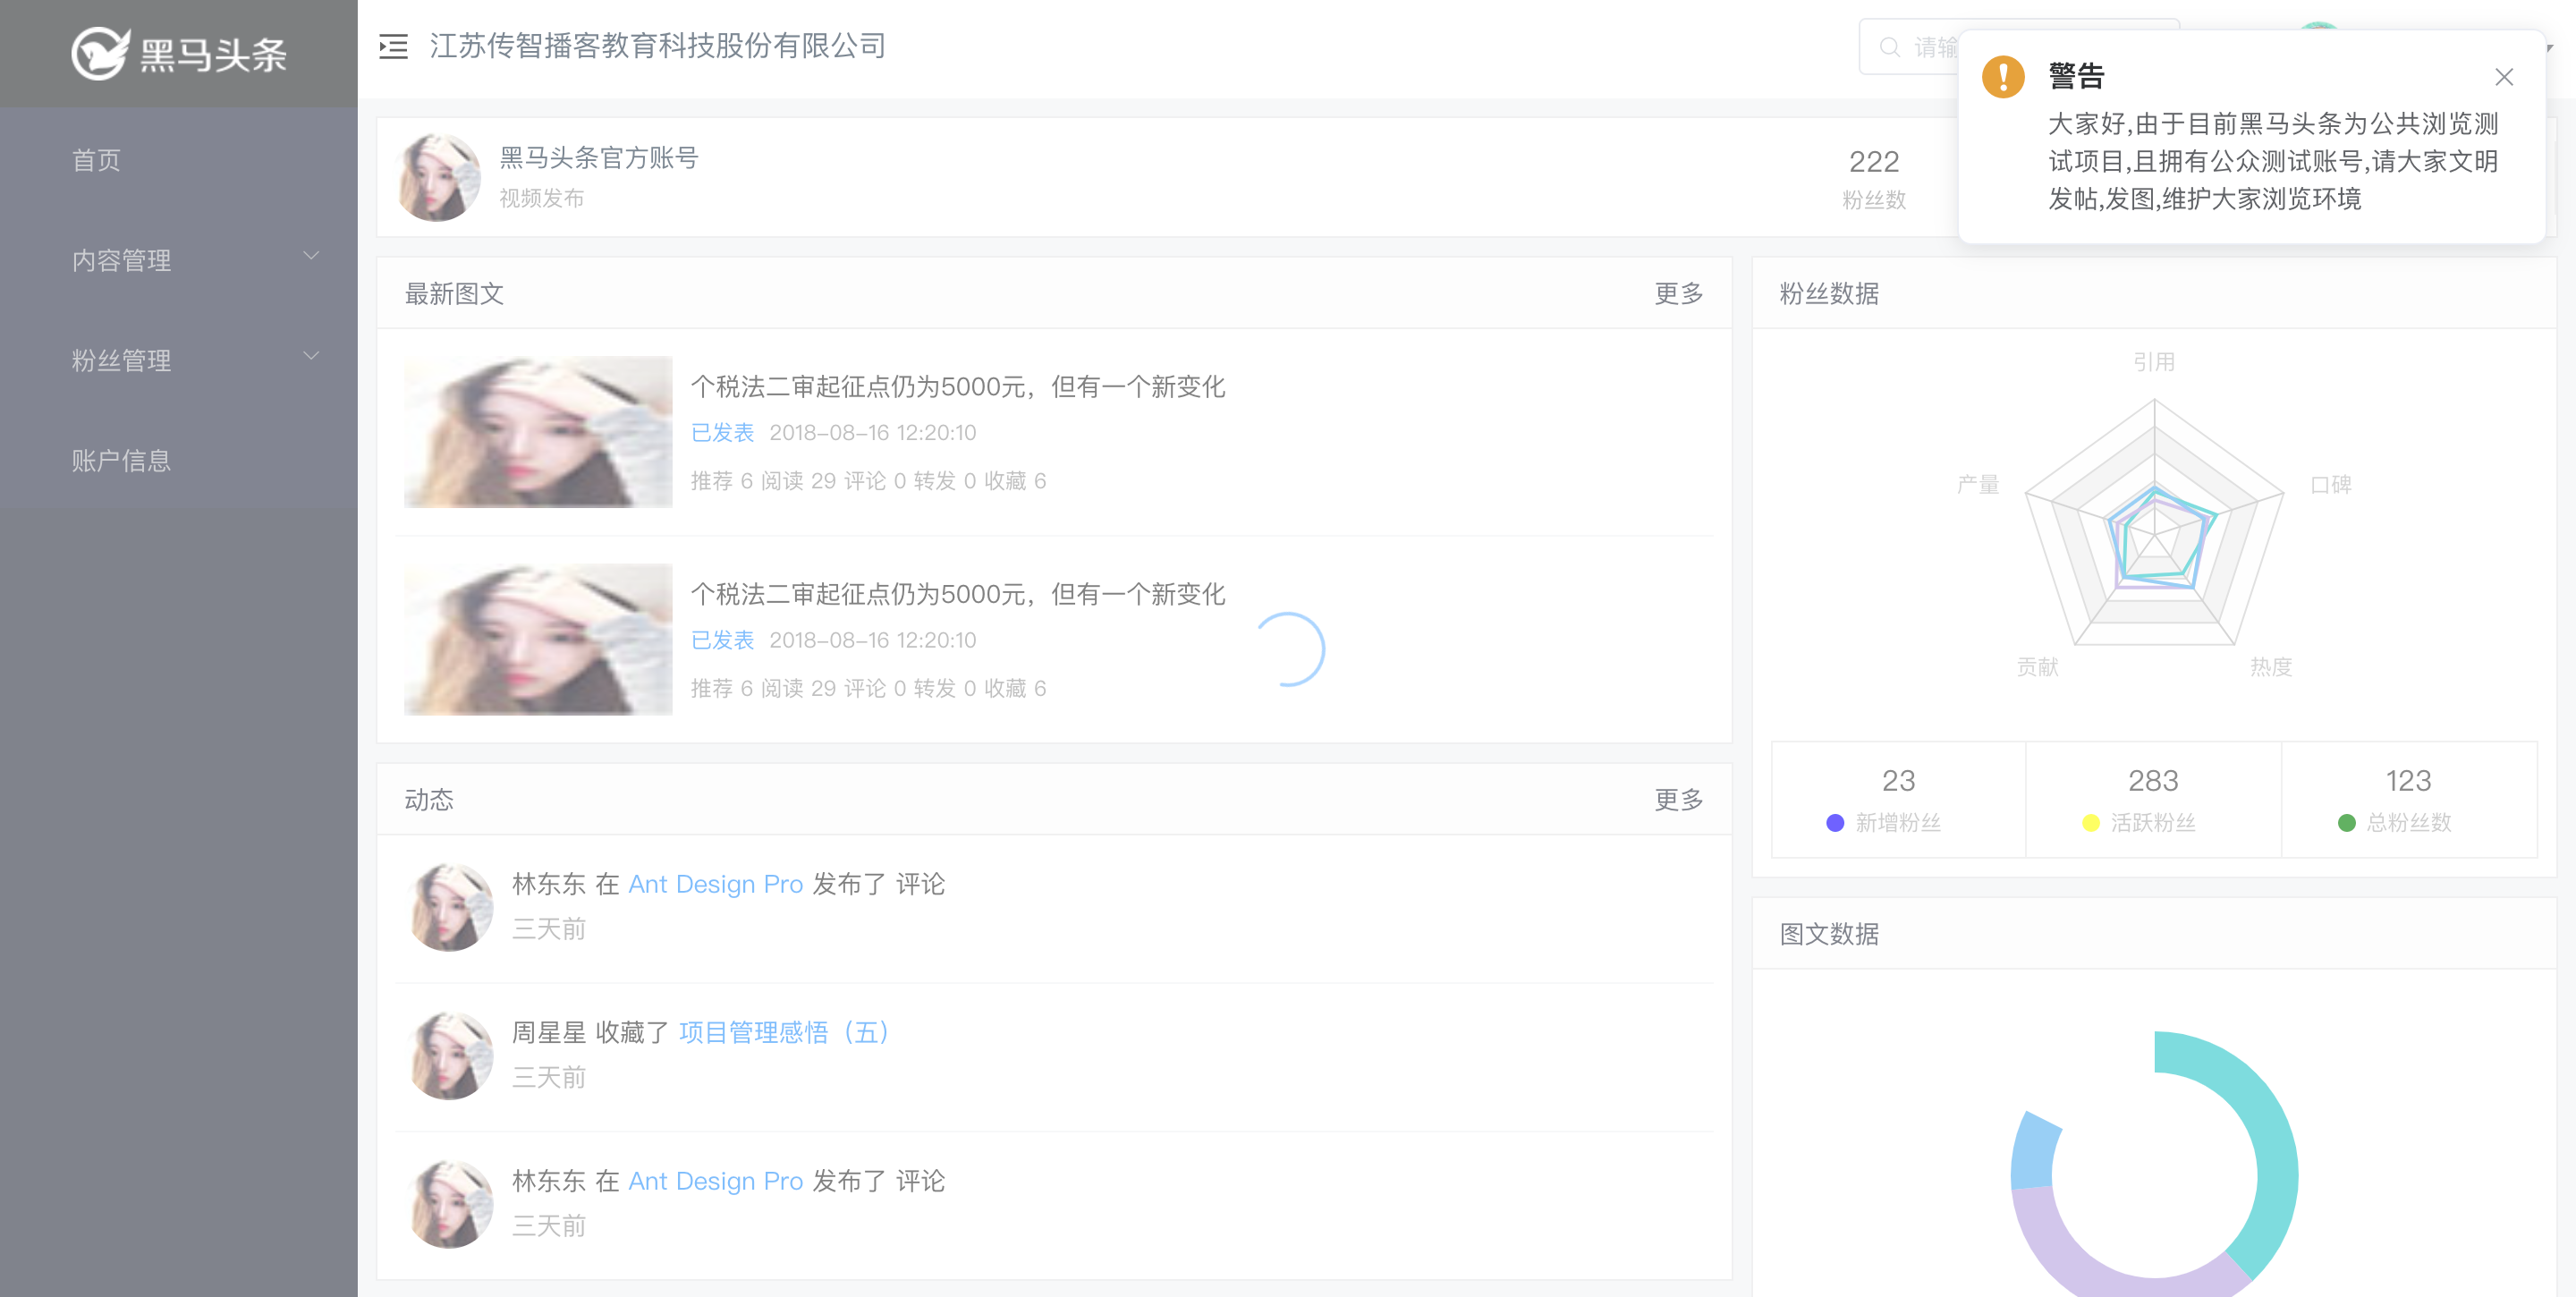 黑马头条
首页
内容管理
粉丝管理
账户信息
江苏传智播客教育科技股份有限公司
请输
警告
大家好,由于目前黑马头条为公共浏览测
试项目,且拥有公众测试账号,请大家文明
发帖,发图,维护大家浏览环境
黑马头条官方账号
视频发布
222
粉丝数
最新图文 更多
个税法二审起征点仍为5000元，但有一个新变化
已发表 2018-08-16 12:20:10
推荐 6 阅读 29 评论 0 转发 0 收藏 6
个税法二审起征点仍为5000元，但有一个新变化
已发表 2018-08-16 12:20:10
推荐 6 阅读 29 评论 0 转发 0 收藏 6
动态 更多
林东东 在 Ant Design Pro 发布了 评论
三天前
周星星 收藏了 项目管理感悟（五）
三天前
林东东 在 Ant Design Pro 发布了 评论
三天前
粉丝数据
引用
产量
口碑
贡献
热度
23
新增粉丝
283
活跃粉丝
123
总粉丝数
图文数据